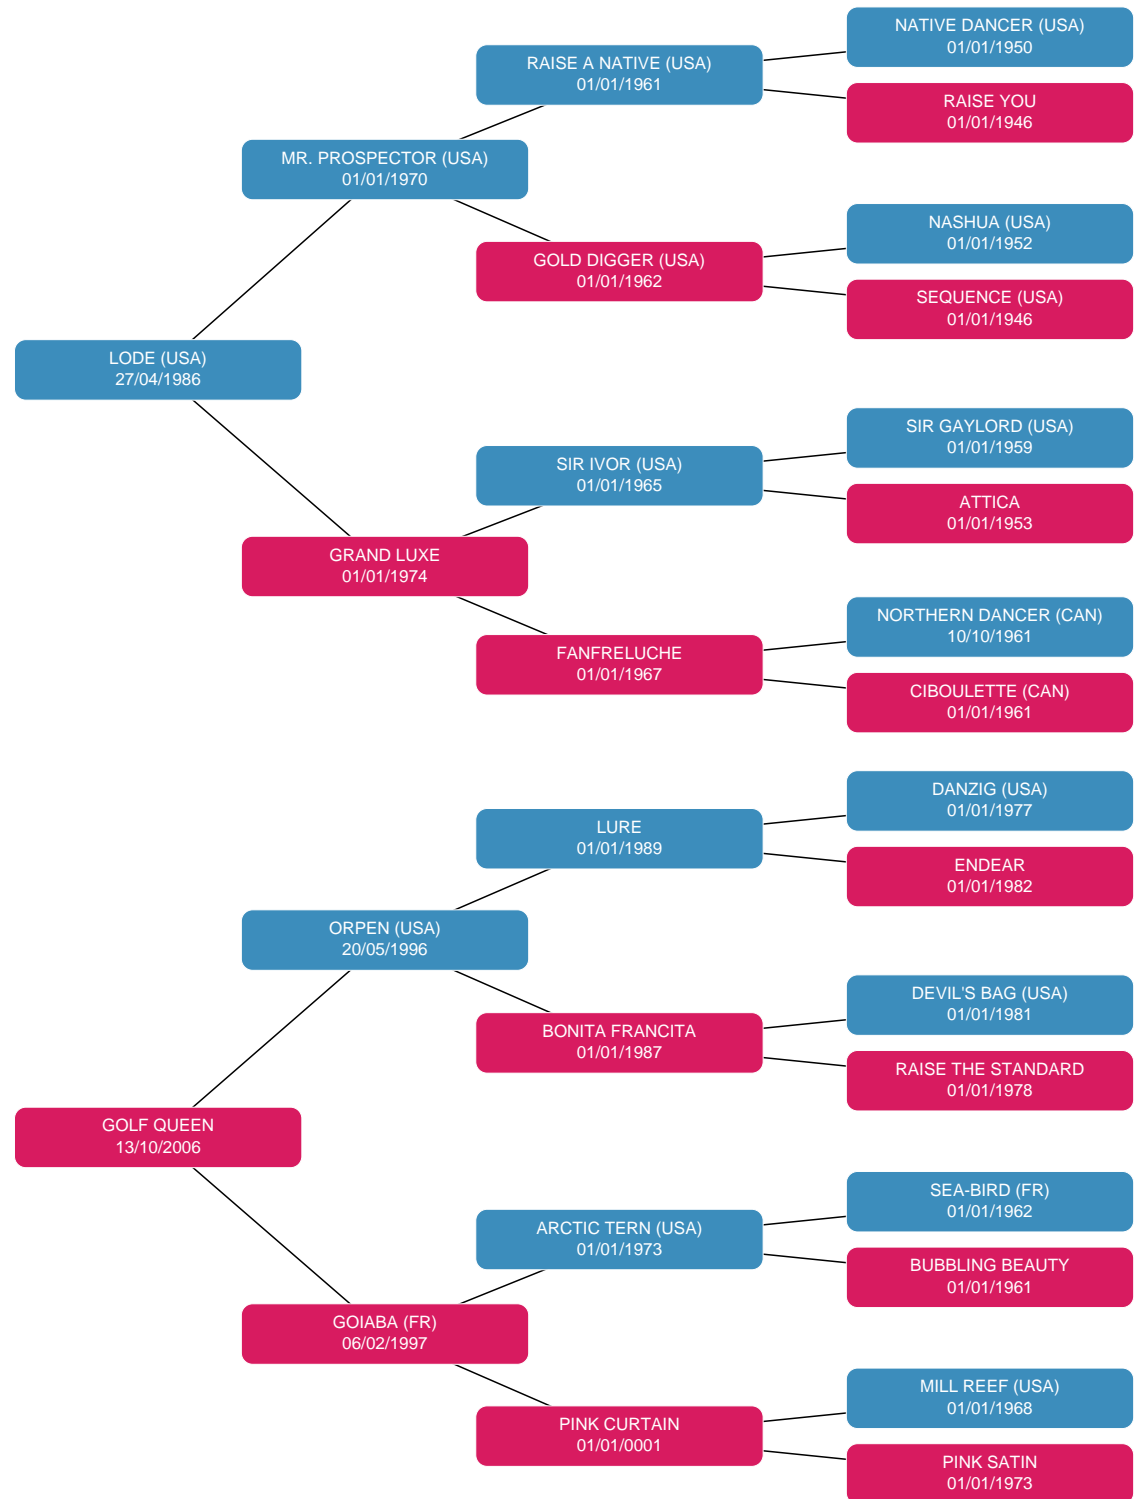 NATIVE DANCER (USA)
01/01/1950
RAISE A NATIVE (USA)
01/01/1961
RAISE YOU
01/01/1946
MR. PROSPECTOR (USA)
01/01/1970
NASHUA (USA)
01/01/1952
GOLD DIGGER (USA)
01/01/1962
SEQUENCE (USA)
01/01/1946
LODE (USA)
27/04/1986
SIR GAYLORD (USA)
01/01/1959
SIR IVOR (USA)
01/01/1965
ATTICA
01/01/1953
GRAND LUXE
01/01/1974
NORTHERN DANCER (CAN)
10/10/1961
FANFRELUCHE
01/01/1967
CIBOULETTE (CAN)
01/01/1961
DANZIG (USA)
01/01/1977
LURE
01/01/1989
ENDEAR
01/01/1982
ORPEN (USA)
20/05/1996
DEVIL'S BAG (USA)
01/01/1981
BONITA FRANCITA
01/01/1987
RAISE THE STANDARD
01/01/1978
GOLF QUEEN
13/10/2006
SEA-BIRD (FR)
01/01/1962
ARCTIC TERN (USA)
01/01/1973
BUBBLING BEAUTY
01/01/1961
GOIABA (FR)
06/02/1997
MILL REEF (USA)
01/01/1968
PINK CURTAIN
01/01/0001
PINK SATIN
01/01/1973